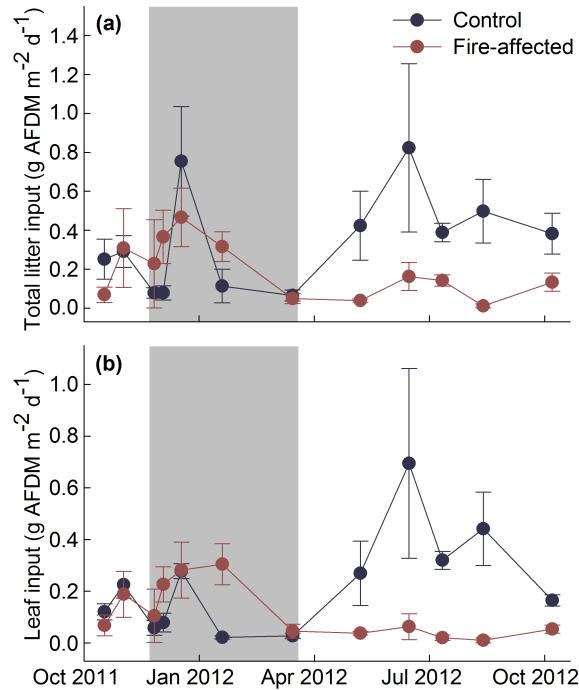 (a)
Control
Fire-affected
1.4
1.2
1.0
0.8
0.6
0.4
0.2
0.0
Total litter input (g AFDM m⁻² d⁻¹)
(b)
1.0
0.8
0.6
0.4
0.2
0.0
Leaf input (g AFDM m⁻² d⁻¹)
Oct 2011 Jan 2012 Apr 2012 Jul 2012 Oct 2012